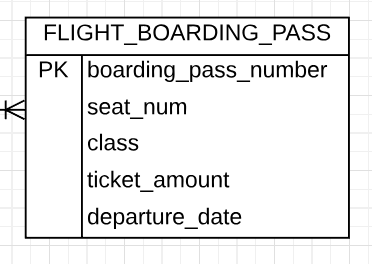 FLIGHT_BOARDING_PASS
PK boarding_pass_number
seat_num
class
ticket_amount
departure_date